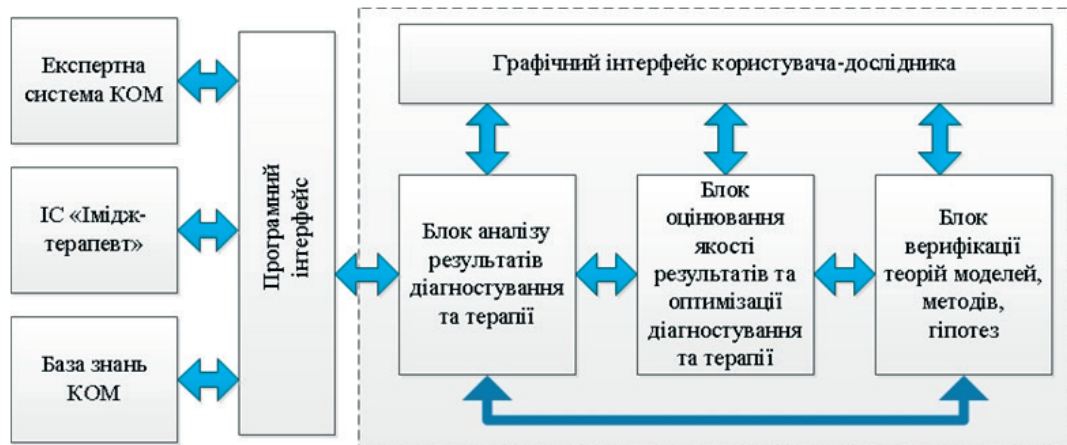 Експертна
система КОМ
ІС «Імідж-
терапевт»
База знань
КОМ
Програмний
інтерфейс
Графічний інтерфейс користувача-дослідника
Блок аналізу
результатів
діагностування
та терапії
Блок
оцінювання
якості
результатів та
оптимізації
діагностування
та терапії
Блок
верифікації
теорій моделей,
методів,
гіпотез